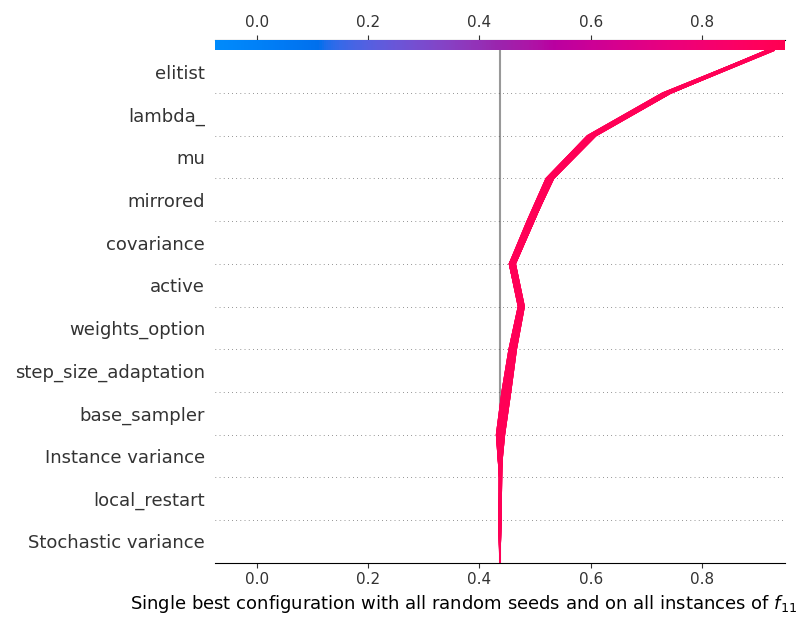 0.0 0.2 0.4 0.6 0.8
elitist
lambda_
mu
mirrored
covariance
active
weights_option
step_size_adaptation
base_sampler
Instance variance
local_restart
Stochastic variance
0.0 0.2 0.4 0.6 0.8
Single best configuration with all random seeds and on all instances of f11